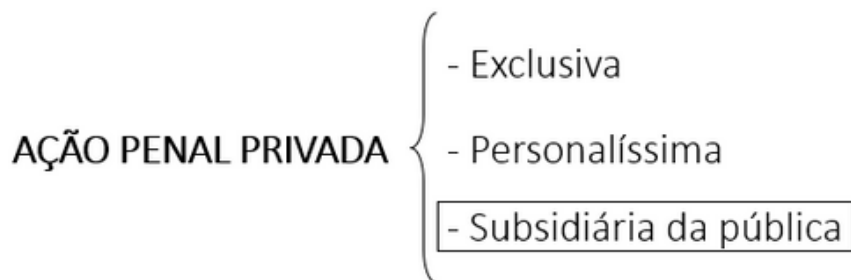 - Exclusiva
AÇÃO PENAL PRIVADA
- Personalíssima
- Subsidiária da pública